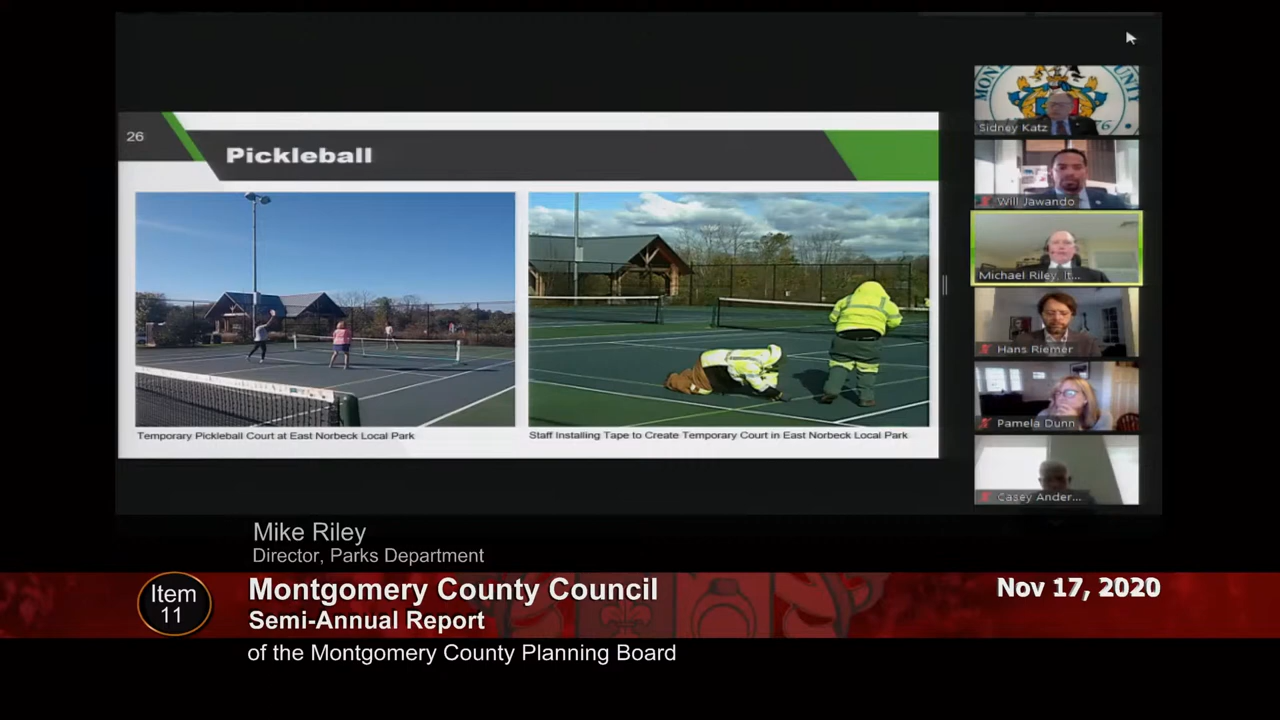 26
Pickleball
Temporary Pickleball Court at East Norbeck Local Park
Staff Installing Tape to Create Temporary Court in East Norbeck Local Park
Sidney Katz
Will Jawando
Michael Riley, It...
Hans Riemer
Pamela Dunn
Casey Ander...
Mike Riley
Director, Parks Department
Item
11
Montgomery County Council
Semi-Annual Report
of the Montgomery County Planning Board
Nov 17, 2020